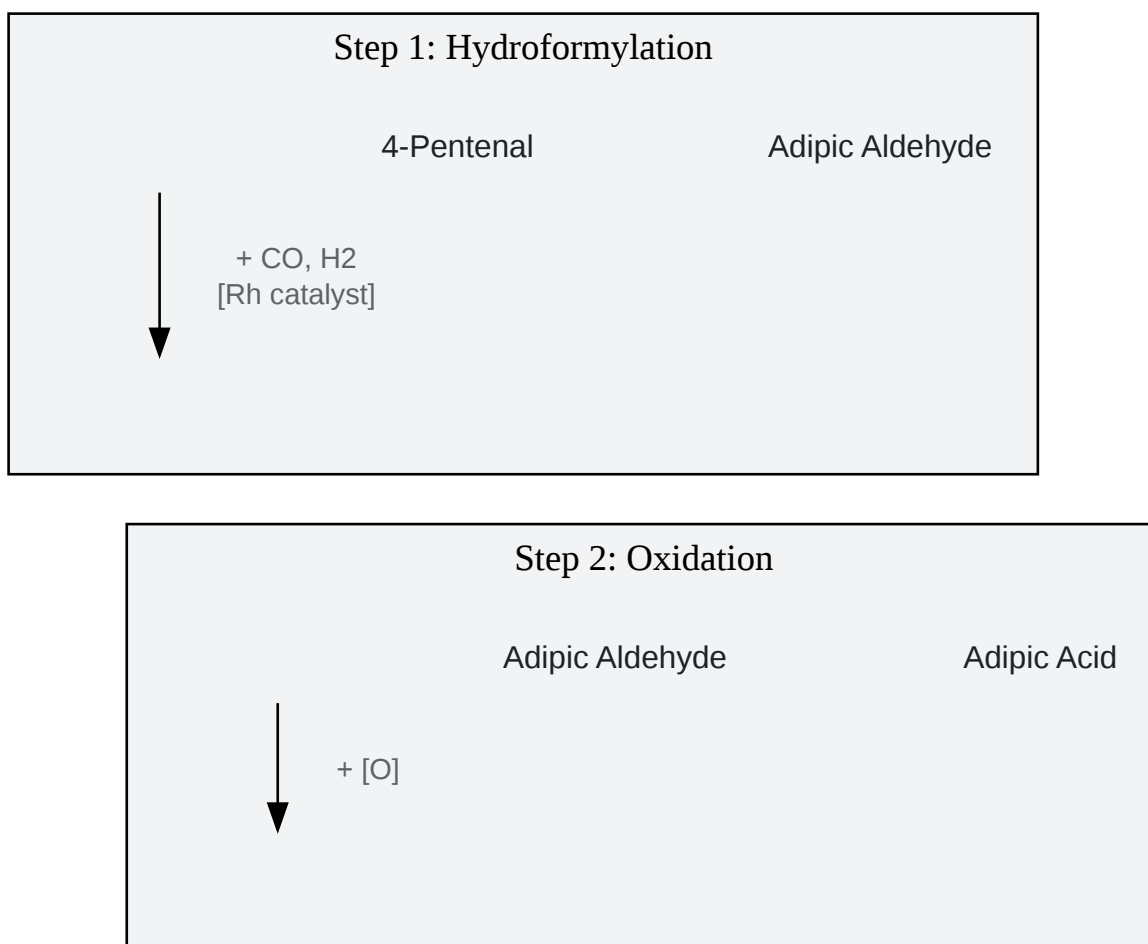 Step 1: Hydroformylation
4-Pentenal
Adipic Aldehyde
+ CO, H2
[Rh catalyst]
Step 2: Oxidation
Adipic Aldehyde
Adipic Acid
+ [O]